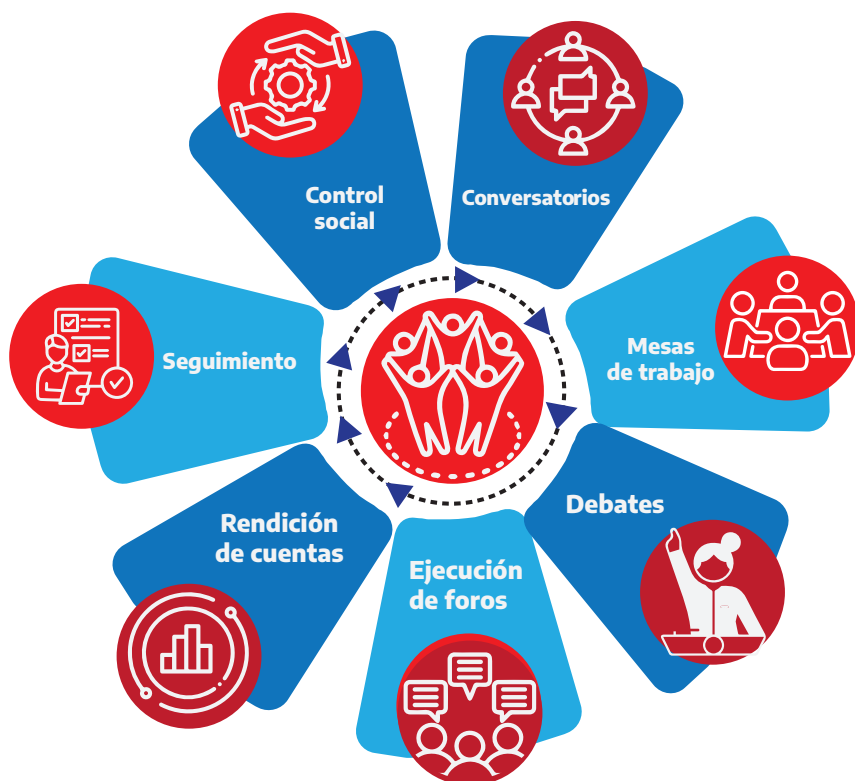 Control
social
Conversatorios
Mesas
de trabajo
Debates
Ejecución
de foros
Rendición
de cuentas
Seguimiento